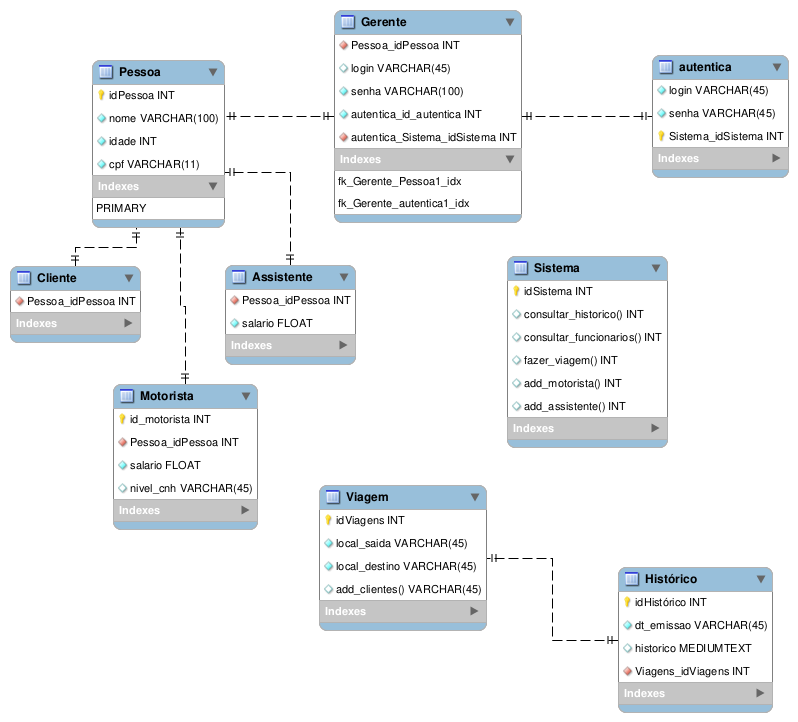 Gerente
Pessoa_idPessoa INT
login VARCHAR(45)
senha VARCHAR(100)
autentica_id_autentica INT
autentica_Sistema_idSistema INT
Indexes
fk_Gerente_Pessoa1_idx
fk_Gerente_autentica1_idx
Pessoa
idPessoa INT
nome VARCHAR(100)
idade INT
cpf VARCHAR(11)
Indexes
PRIMARY
autentica
login VARCHAR(45)
senha VARCHAR(45)
Sistema_idSistema INT
Indexes
Cliente
Pessoa_idPessoa INT
Indexes
Assistente
Pessoa_idPessoa INT
salario FLOAT
Indexes
Sistema
idSistema INT
consultar_historico() INT
consultar_funcionarios() INT
fazer_viagem() INT
add_motorista() INT
add_assistente() INT
Indexes
Motorista
id_motorista INT
Pessoa_idPessoa INT
salario FLOAT
nivel_cnh VARCHAR(45)
Indexes
Viagem
idViagens INT
local_saida VARCHAR(45)
local_destino VARCHAR(45)
add_clientes() VARCHAR(45)
Indexes
Histórico
idHistórico INT
dt_emissao VARCHAR(45)
historico MEDIUMTEXT
Viagens_idViagens INT
Indexes